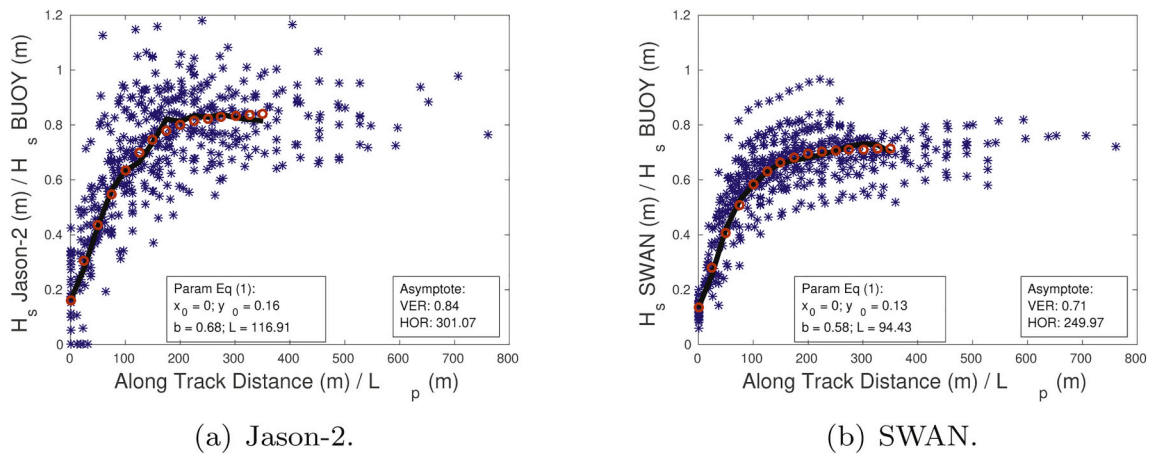 1.2
1
0.8
0.6
0.4
0.2
0
H s Jason-2 (m) / H s BUOY (m)
Param Eq (1):
x 0 = 0; y 0 = 0.16
b = 0.68; L = 116.91
Asymptote:
VER: 0.84
HOR: 301.07
0 100 200 300 400 500 600 700 800
Along Track Distance (m) / L p (m)
(a) Jason-2.
1.2
1
0.8
0.6
0.4
0.2
0
H s SWAN (m) / H s BUOY (m)
Param Eq (1):
x 0 = 0; y 0 = 0.13
b = 0.58; L = 94.43
Asymptote:
VER: 0.71
HOR: 249.97
0 100 200 300 400 500 600 700 800
Along Track Distance (m) / L p (m)
(b) SWAN.